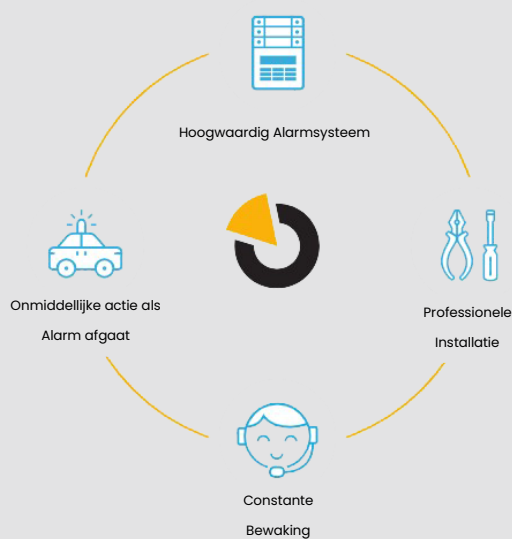 Hoogwaardig Alarmsysteem
Onmiddellijke actie als
Alarm afgaat
Professionele
Installatie
Constante
Bewaking